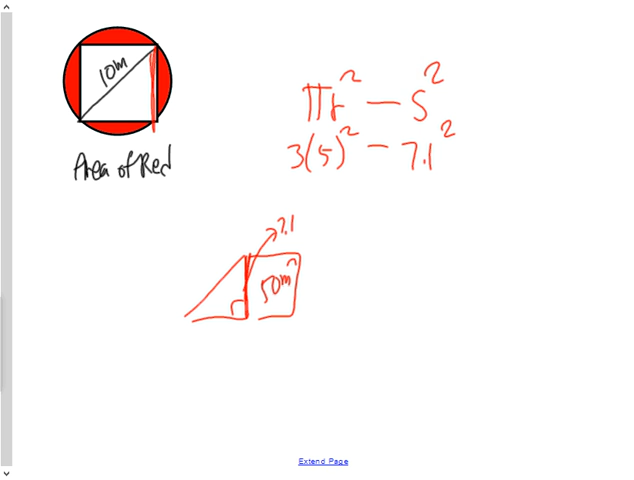 10m
Area of Red
πr² – S²
3(5)² – 7.1²
7.1
50m²
Extend Page